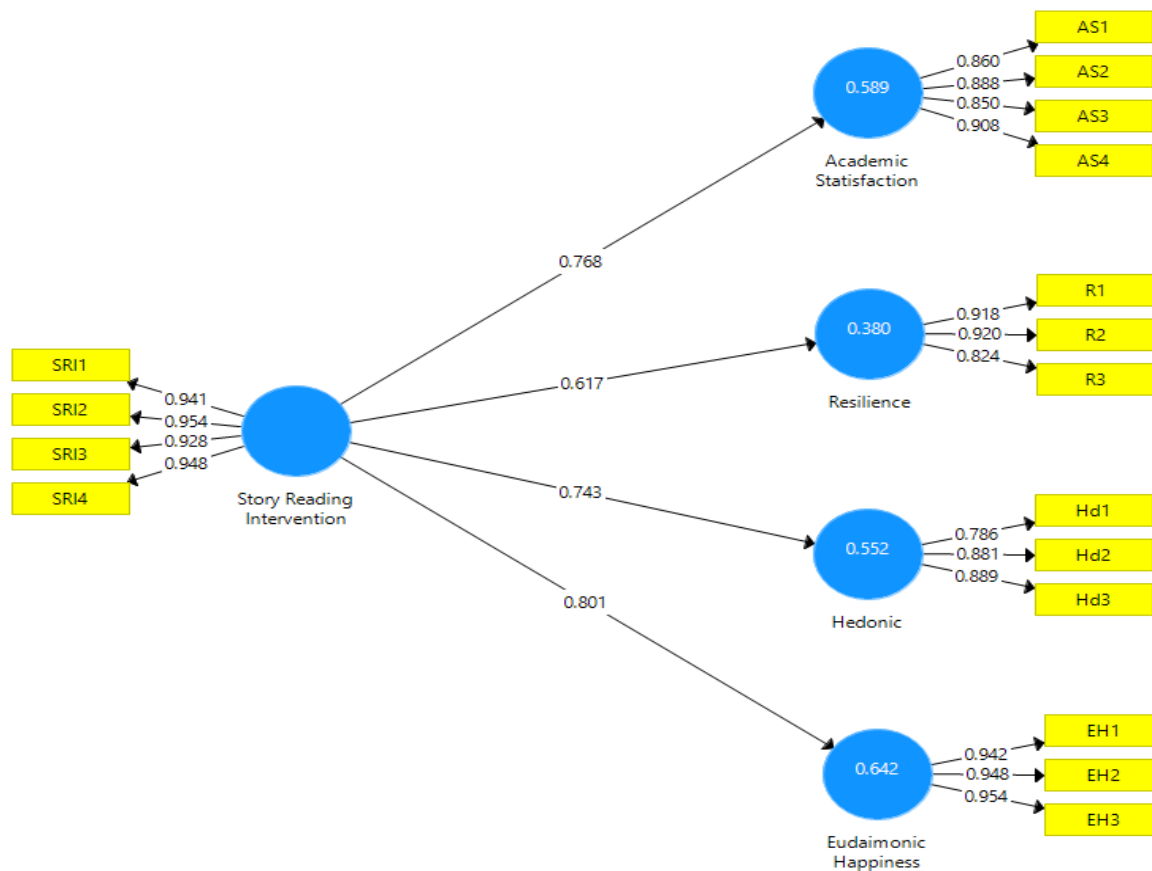 AS1
0.860
AS2
0.888
0.589
0.850
AS3
0.908
AS4
Academic
Statisfaction
0.768
R1
0.918
0.380
0.920
R2
0.824
R3
Resilience
0.617
SRI1
0.941
SRI2
0.954
SRI3
0.928
0.948
SRI4
Story Reading
Intervention
0.743
Hd1
0.786
0.552
0.881
Hd2
0.889
Hd3
Hedonic
0.801
EH1
0.942
0.642
0.948
EH2
0.954
EH3
Eudaimonic
Happiness